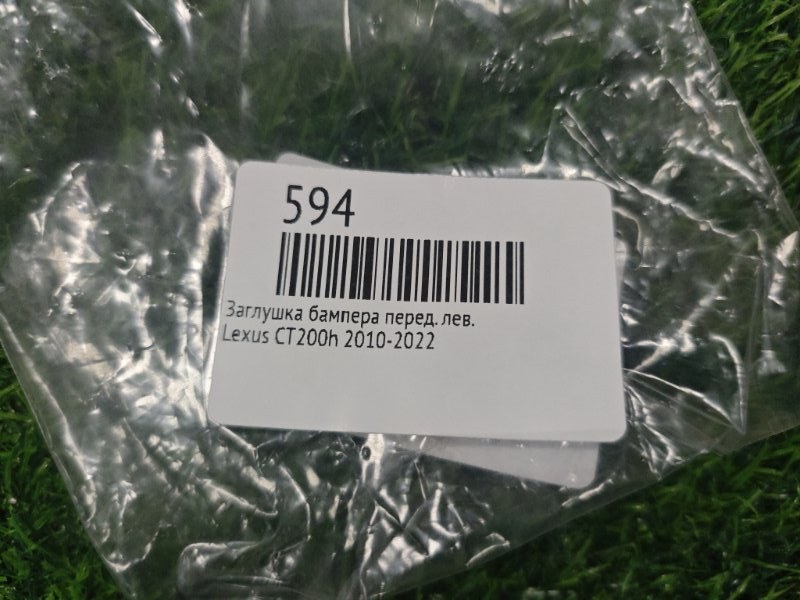 594
Заглушка бампера перед. лев.
Lexus CT200h 2010-2022